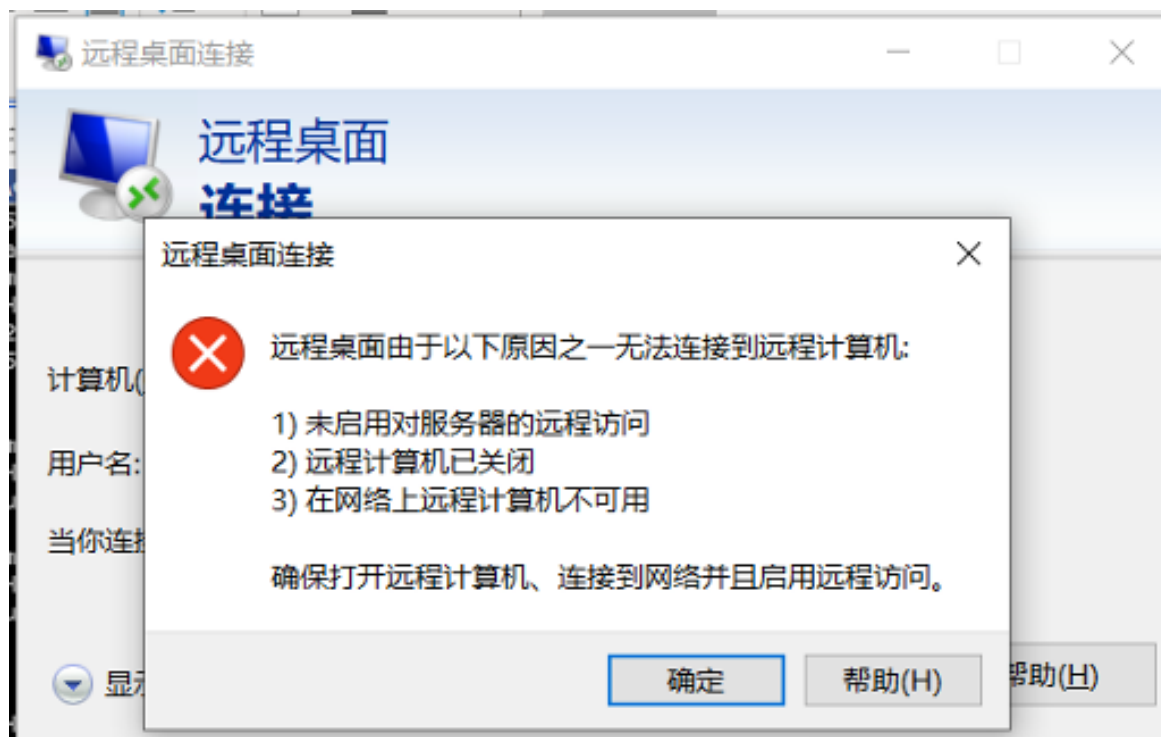 远程桌面连接
远程桌面
连接
远程桌面连接
远程桌面由于以下原因之一无法连接到远程计算机:
1) 未启用对服务器的远程访问
2) 远程计算机已关闭
3) 在网络上远程计算机不可用
确保打开远程计算机、连接到网络并且启用远程访问。
确定
帮助(H)
计算机(
用户名:
当你连接
显示
帮助(H)